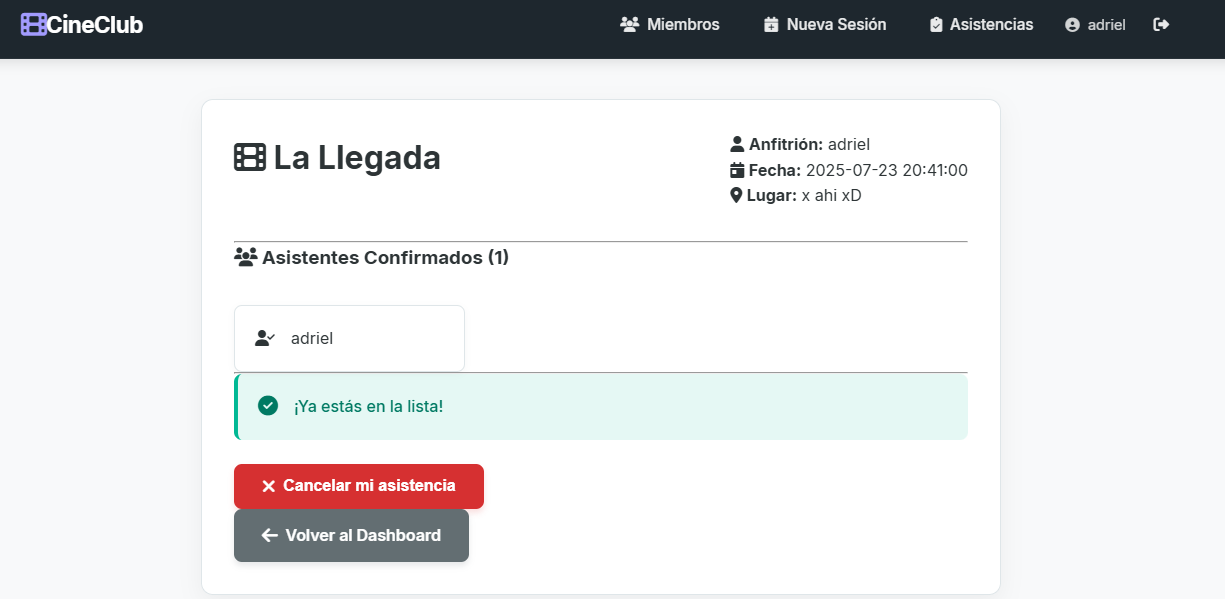 CineClub
Miembros
Nueva Sesión
Asistencias
adriel
La Llegada
Anfitrión: adriel
Fecha: 2025-07-23 20:41:00
Lugar: x ahi xD
Asistentes Confirmados (1)
adriel
¡Ya estás en la lista!
Cancelar mi asistencia
Volver al Dashboard